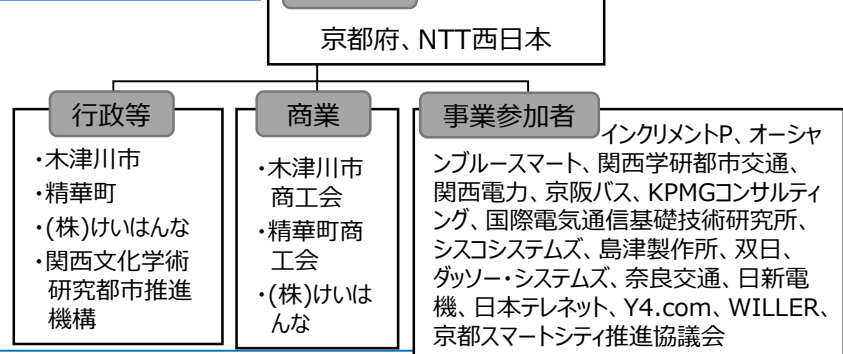 京都府、NTT西日本
行政等
・木津川市
・精華町
・(株)けいはんな
・関西文化学術
研究都市推進
機構
商業
・木津川市
商工会
・精華町商
工会
・(株)けいは
んな
事業参加者
インクリメントP、オーシャ
ンブルースマート、関西学研都市交通、
関西電力、京阪バス、KPMGコンサルティ
ング、国際電気通信基礎技術研究所、
シスコシステムズ、島津製作所、双日、
ダッソー・システムズ、奈良交通、日新電
機、日本テレネット、Y4.com、WILLER、
京都スマートシティ推進協議会